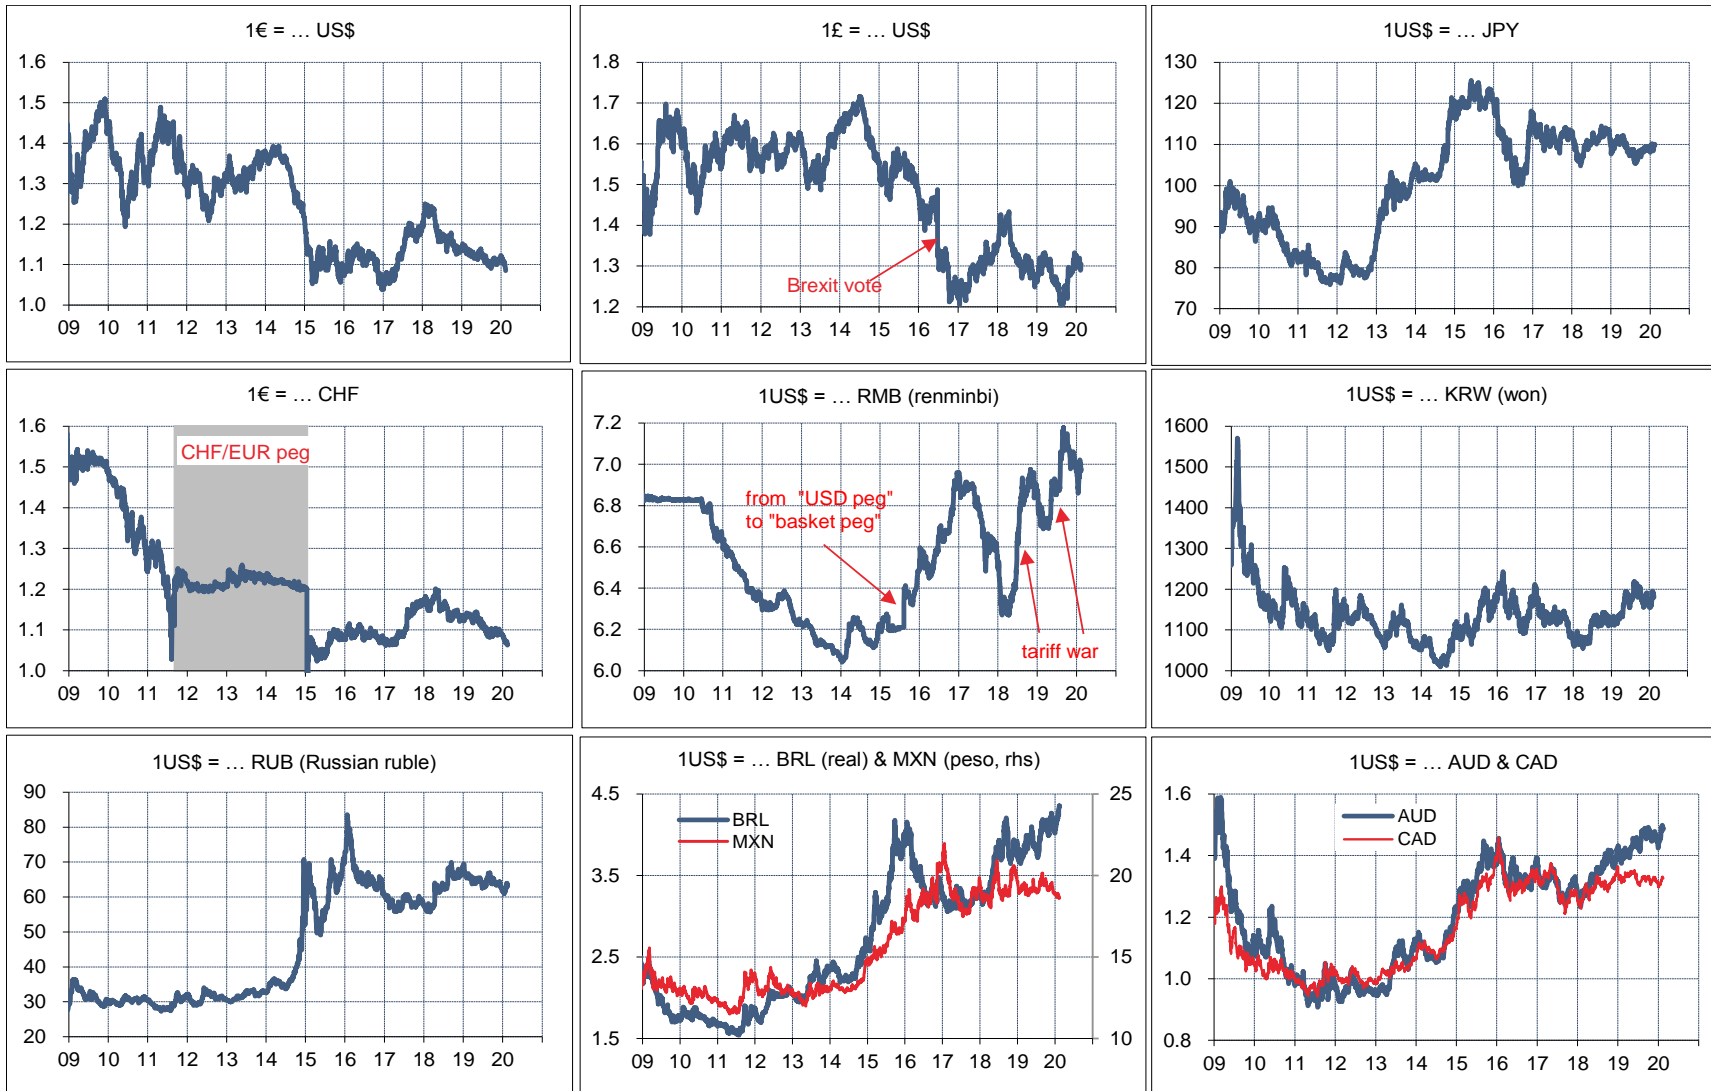 1€ = … US$
1.6
1.5
1.4
1.3
1.2
1.1
1.0
09 10 11 12 13 14 15 16 17 18 19 20
1£ = … US$
1.8
1.7
1.6
1.5
1.4
1.3
1.2
Brexit vote
09 10 11 12 13 14 15 16 17 18 19 20
1US$ = … JPY
130
120
110
100
90
80
70
09 10 11 12 13 14 15 16 17 18 19 20
1€ = … CHF
1.6
1.5
1.4
1.3
1.2
1.1
1.0
CHF/EUR peg
09 10 11 12 13 14 15 16 17 18 19 20
1US$ = … RMB (renminbi)
7.2
7.0
6.8
6.6
6.4
6.2
6.0
from "USD peg"
to "basket peg"
tariff war
09 10 11 12 13 14 15 16 17 18 19 20
1US$ = … KRW (won)
1600
1500
1400
1300
1200
1100
1000
09 10 11 12 13 14 15 16 17 18 19 20
1US$ = … RUB (Russian ruble)
90
80
70
60
50
40
30
20
09 10 11 12 13 14 15 16 17 18 19 20
1US$ = … BRL (real) & MXN (peso, rhs)
4.5
3.5
2.5
1.5
BRL
MXN
25
20
15
10
09 10 11 12 13 14 15 16 17 18 19 20
1US$ = … AUD & CAD
1.6
1.4
1.2
1.0
0.8
AUD
CAD
09 10 11 12 13 14 15 16 17 18 19 20